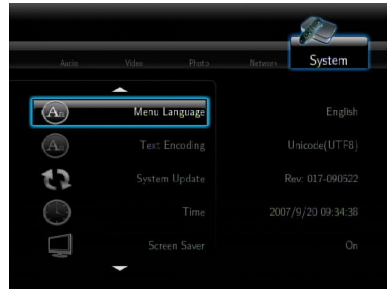 Audio Video Photo Network System
Menu Language English
Text Encoding Unicode(UTF8)
System Update Rev: 017-090522
Time 2007/9/20 09:34:38
Screen Saver On